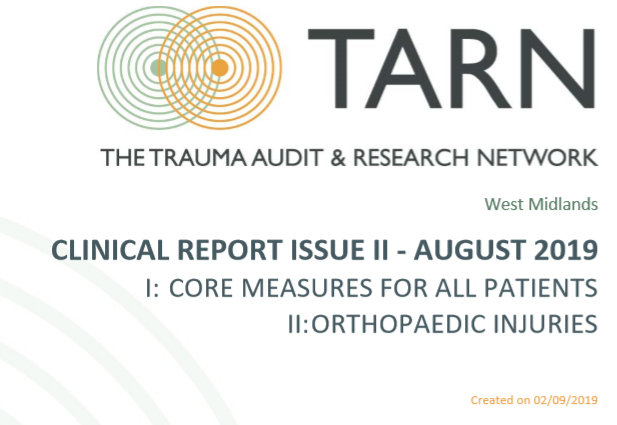 TARN
THE TRAUMA AUDIT & RESEARCH NETWORK
West Midlands
CLINICAL REPORT ISSUE II - AUGUST 2019
I: CORE MEASURES FOR ALL PATIENTS
II:ORTHOPAEDIC INJURIES
Created on 02/09/2019